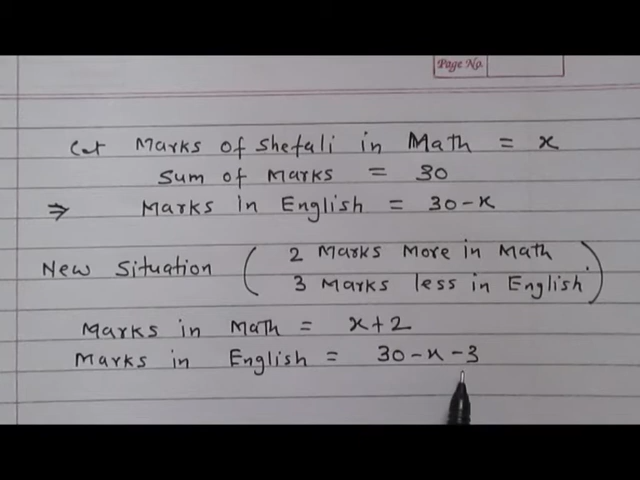 Page No.
Let Marks of Shefali in Math = x
Sum of Marks = 30
⇒ Marks in English = 30-x
New Situation ( 2 Marks More in Math
3 Marks less in English )
Marks in Math = x+2
Marks in English = 30-x-3